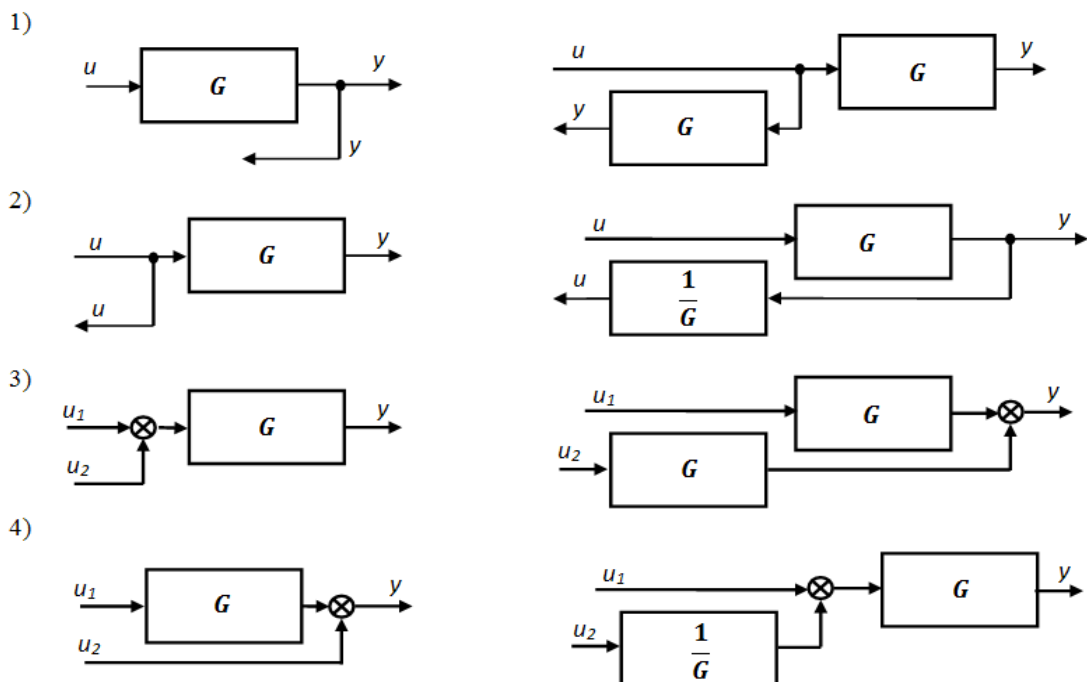 1)
u G y
y
u G y
y G
2)
u G y
u
u G y
u 1/G
3)
u₁ G y
u₂
u₁ G y
u₂ G
4)
u₁ G y
u₂
u₁ G y
u₂ 1/G